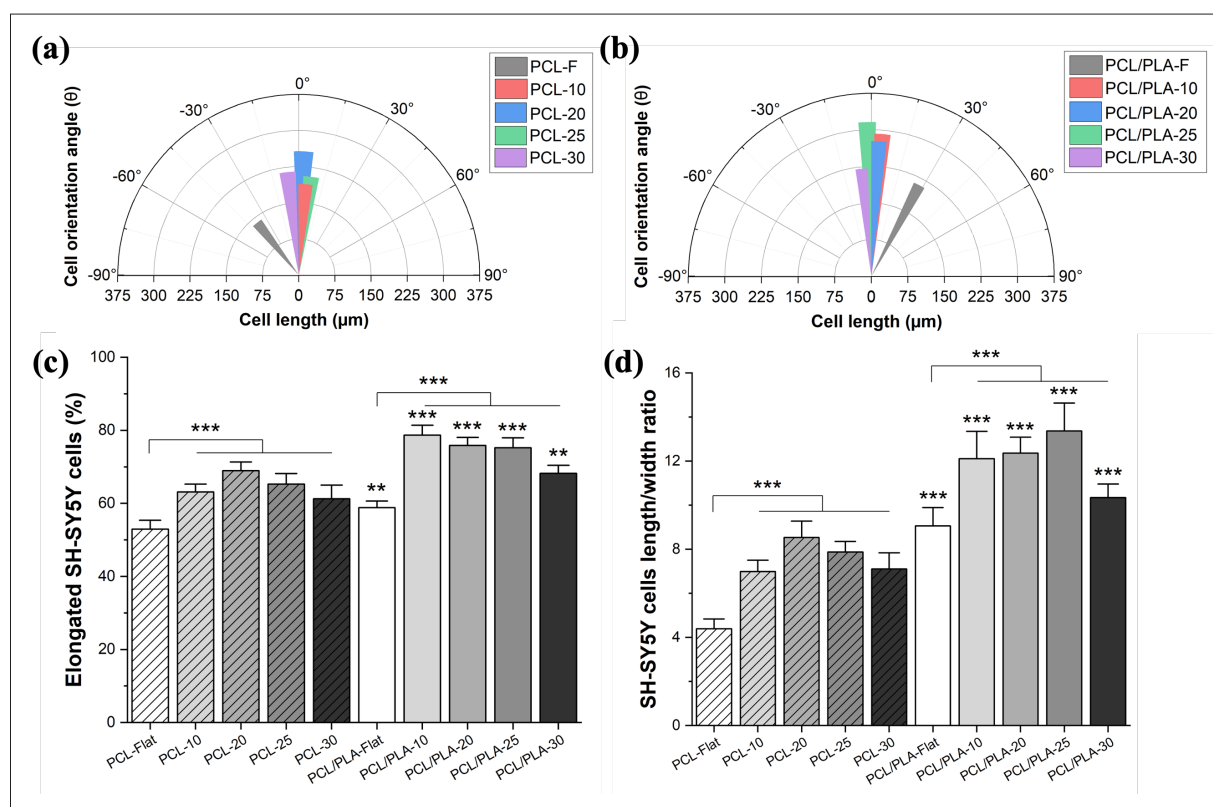 (a)
PCL-F
PCL-10
PCL-20
PCL-25
PCL-30
Cell orientation angle (θ)
0°
-30°
30°
-60°
60°
-90°
90°
375 300 225 150 75 0 75 150 225 300 375
Cell length (µm)
(b)
PCL/PLA-F
PCL/PLA-10
PCL/PLA-20
PCL/PLA-25
PCL/PLA-30
Cell orientation angle (θ)
0°
-30°
30°
-60°
60°
-90°
90°
375 300 225 150 75 0 75 150 225 300 375
Cell length (µm)
(c)
Elongated SH-SY5Y cells (%)
100
80
60
40
20
0
***
***
***
***
***
**
**
PCL-Flat
PCL-10
PCL-20
PCL-25
PCL-30
PCL/PLA-Flat
PCL/PLA-10
PCL/PLA-20
PCL/PLA-25
PCL/PLA-30
(d)
SH-SY5Y cells length/width ratio
16
12
8
4
0
***
***
***
***
***
***
***
PCL-Flat
PCL-10
PCL-20
PCL-25
PCL-30
PCL/PLA-Flat
PCL/PLA-10
PCL/PLA-20
PCL/PLA-25
PCL/PLA-30